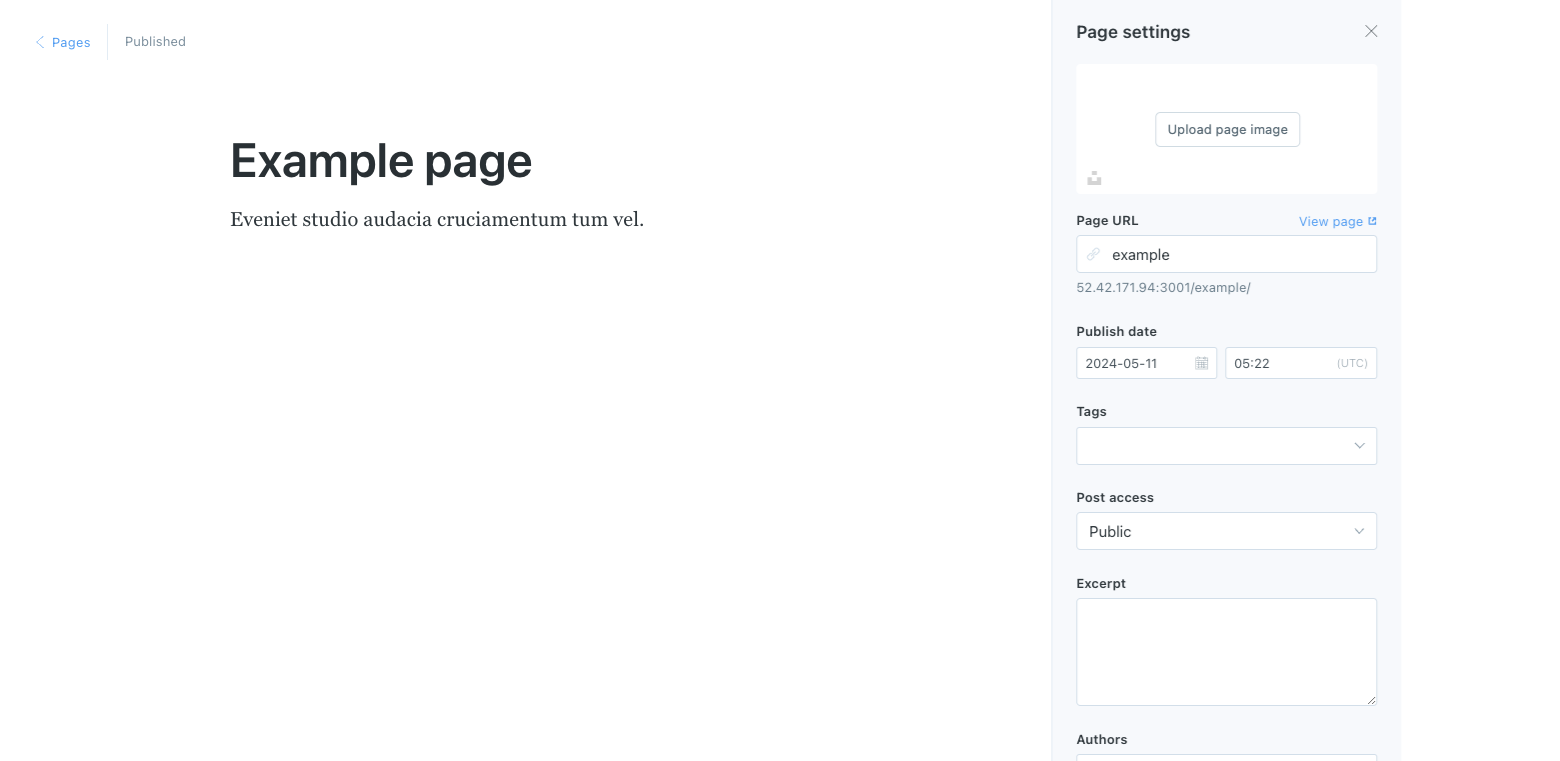 Pages
Published
Example page
Eveniet studio audacia cruciamentum tum vel.
Page settings
Upload page image
Page URL
View page
example
52.42.171.94:3001/example/
Publish date
2024-05-11
05:22
(UTC)
Tags
Post access
Public
Excerpt
Authors